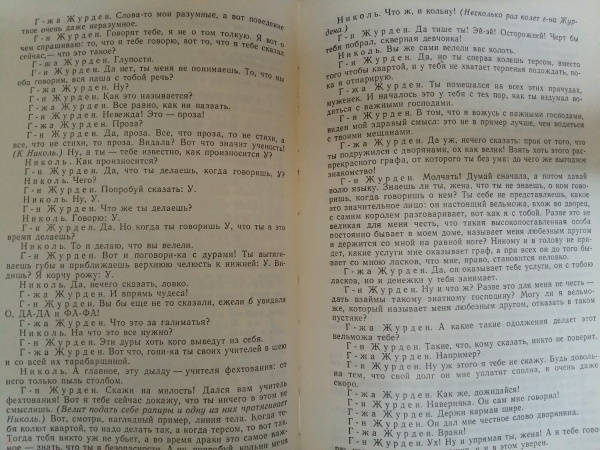 Г-жа Журден. Слова-то мои разумные, а вот поведение
твое очень даже неразумное.
Г-н Журден. Говорят тебе, я не о том толкую. Я вот о
чем спрашиваю: то, что я тебе говорю, вот то, что я тебе сказал
сейчас,— что это такое?
Г-жа Журден. Глупости.
Г-н Журден. Да нет, ты меня не понимаешь. То, что мы
оба говорим, вся наша с тобой речь?
Г-жа Журден. Ну?
Г-н Журден. Как это называется?
Г-жа Журден. Все равно, как ни назвать.
Г-н Журден. Невежда! Это — проза!
Г-жа Журден. Проза?
Г-н Журден. Да, проза. Все, что проза, то не стихи, а
все, что не стихи, то проза. Видала? Вот что значит ученость!
(К Николь.) Ну, а ты — тебе известно, как произносится У?
Николь. Как произносится?
Г-н Журден. Да, что ты делаешь, когда говоришь У?
Николь. Чего?
Г-н Журден. Попробуй сказать: У.
Николь. Ну, У.
Г-н Журден. Что же ты делаешь?
Николь. Говорю: У.
Г-н Журден. Да. Но когда ты говоришь У, что ты в это
время делаешь?
Николь. То и делаю, что вы велели.
Г-н Журден. Вот и поговори-ка с дурами! Ты вытяги-
ваешь губы и приближаешь верхнюю челюсть к нижней: У. Ви-
дишь? Я корчу рожу: У.
Николь. Да, нечего сказать, ловко.
Г-жа Журден. И впрямь чудеса!
Г-н Журден. Вы бы еще не то сказали, ежели б увидали
О, ДА-ДА и ФА-ФА!
Г-жа Журден. Что это за галиматья?
Николь. На что это все нужно?
Г-н Журден. Эти дуры хоть кого выведут из себя.
Г-жа Журден. Вот что, гони-ка ты своих учителей в шею
и со всей их тарабарщиной.
Николь. А главное, эту дылду — учителя фехтования: от
него только пыль столбом.
Г-н Журден. Скажи на милость! Дался вам учитель
фехтования! Вот я тебе сейчас докажу, что ты ничего в этом не
смыслишь. (Велит подать себе рапиры и одну из них протягивает
Николь.) Вот, смотри, наглядный пример, линия тела. Когда те-
бя колют квартой, то надо делать так, а когда терсом, то вот так.
Тогда тебя никто уж не убьет, а во время драки это самое важ-
ное — знать, что ты в безопасности. А ну, попробуй, кольни меня
Николь. Что ж, и кольну! (Несколько раз колет г-на Жур-
дена.)
Г-н Журден. Да тише ты! Эй-эй! Осторожней! Черт бы
тебя побрал, скверная девчонка!
Николь. Вы же сами велели вас колоть.
Г-н Журден. Да, но ты сперва колешь терсом, вместо
того чтобы квартой, и у тебя не хватает терпения подождать, по-
ка я отпарирую.
Г-жа Журден. Ты помешался на всех этих причудах,
муженек. И началось это у тебя с тех пор, как ты вздумал во-
диться с важными господами.
Г-н Журден. В том, что я вожусь с важными господами,
виден мой здравый смысл: это не в пример лучше, чем водиться
с твоими мещанами.
Г-жа Журден. Да уж, нечего сказать: прок от того, что
ты подружился с дворянами, ох как велик! Взять хоть этого рас-
прекрасного графа, от которого ты без ума: до чего же выгодное
знакомство!
Г-н Журден. Молчать! Думай сначала, а потом давай
волю языку. Знаешь ли ты, жена, что ты не знаешь, о ком гово-
ришь, когда говоришь о нем? Ты себе не представляешь, какое
это значительное лицо: он настоящий вельможа, вхож во дворец,
с самим королем разговаривает, вот как я с тобой. Разве это не
великая для меня честь, что такая высокопоставленная особа
постоянно бывает в моем доме, называет меня любезным другом
и держится со мной на равной ноге? Никому и в голову не при-
дет, какие услуги мне оказывает граф, а при всех он до того бы-
вает со мною ласков, что мне, право, становится неловко.
Г-жа Журден. Да, он оказывает тебе услуги, он с тобою
ласков, но и денежки у тебя занимает.
Г-н Журден. Ну и что ж? Разве это для меня не честь —
дать взаймы такому знатному господину? Могу ли я вельмо-
же, который называет меня любезным другом, отказать в таком
пустяке?
Г-жа Журден. А какие такие одолжения делает этот
вельможа тебе?
Г-н Журден. Такие, что, кому сказать, никто не поверит.
Г-жа Журден. Например?
Г-н Журден. Ну уж этого я тебе не скажу. Будь доволь-
на тем, что свой долг он мне уплатит сполна, и очень даже
скоро.
Г-жа Журден. Как же, дожидайся!
Г-н Журден. Наверняка. Он сам мне говорил!
Г-жа Журден. Держи карман шире.
Г-н Журден. Он дал мне честное слово дворянина.
Г-жа Журден. Враки!
Г-н Журден. Ух! Ну и упрямая ты, жена! А я тебе
и я в этом уверен.